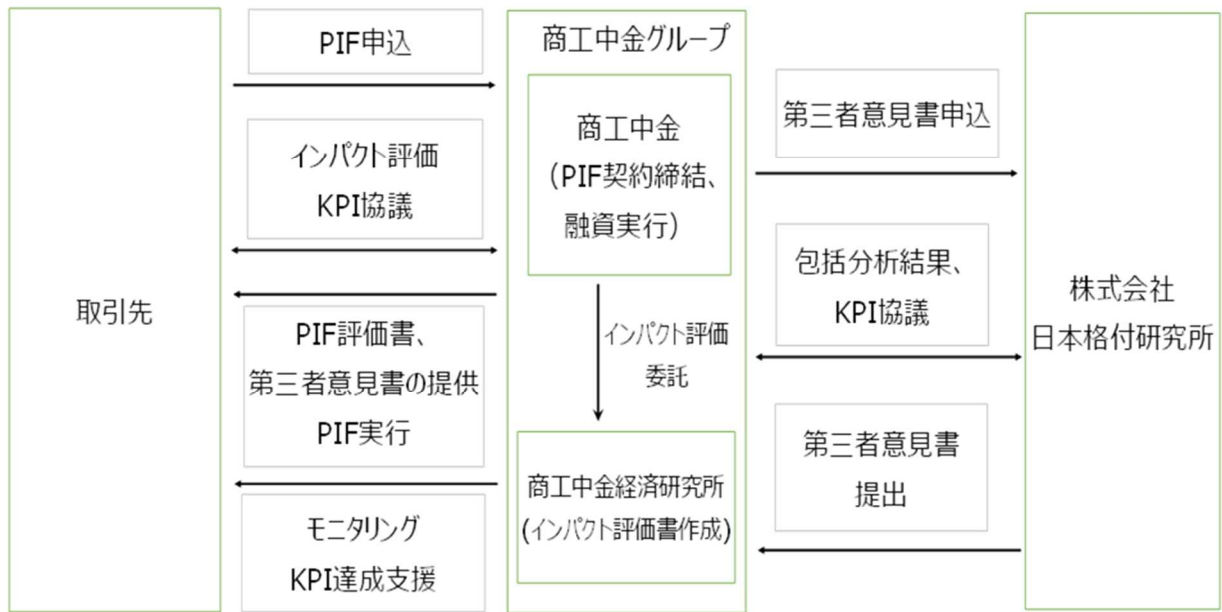 取引先
PIF申込
インパクト評価
KPI協議
PIF評価書、
第三者意見書の提供
PIF実行
モニタリング
KPI達成支援
商工中金グループ
商工中金
（PIF契約締結、
融資実行）
インパクト評価
委託
商工中金経済研究所
(インパクト評価書作成)
第三者意見書申込
包括分析結果、
KPI協議
第三者意見書
提出
株式会社
日本格付研究所